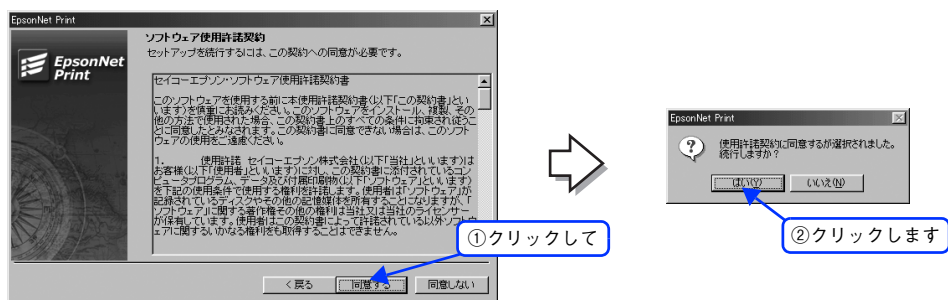 EpsonNet Print
EpsonNet
Print
ソフトウェア使用許諾契約
セットアップを続行するには、この契約への同意が必要です。
セイコーエプソン・ソフトウェア使用許諾契約書
このソフトウェアを使用する前に本使用許諾契約書(以下「この契約書」とい
います)を慎重にお読みください。このソフトウェアをインストール、複製、その
他の方法で使用された場合、この契約書上のすべての条件に拘束され従うこ
とに同意したとみなされます。この契約書に同意できない場合は、このソフト
ウェアの使用をご遠慮ください。
1. 使用許諾 セイコーエプソン株式会社(以下「当社」といいます)は
お客様(以下「使用者」といいます)に対し、この契約書に添付されているコン
ピュータプログラム、データ及び付属印刷物(以下「ソフトウェア」といいます)
を下記の使用条件で使用する権利を許諾します。使用者は「ソフトウェア」が
記録されているディスクやその他の記憶媒体を所有することになりますが、「
ソフトウェア」に関する著作権その他の権利は当社又は当社のライセンサー
が保有しています。使用者はこの契約書によって許諾されている以外ソフトウ
ェアに関するいかなる権利をも取得することはできません。
①クリックして
<戻る
同意する
同意しない
EpsonNet Print
使用許諾契約に同意するが選択されました。
続行しますか?
はい(Y)
いいえ(N)
②クリックします